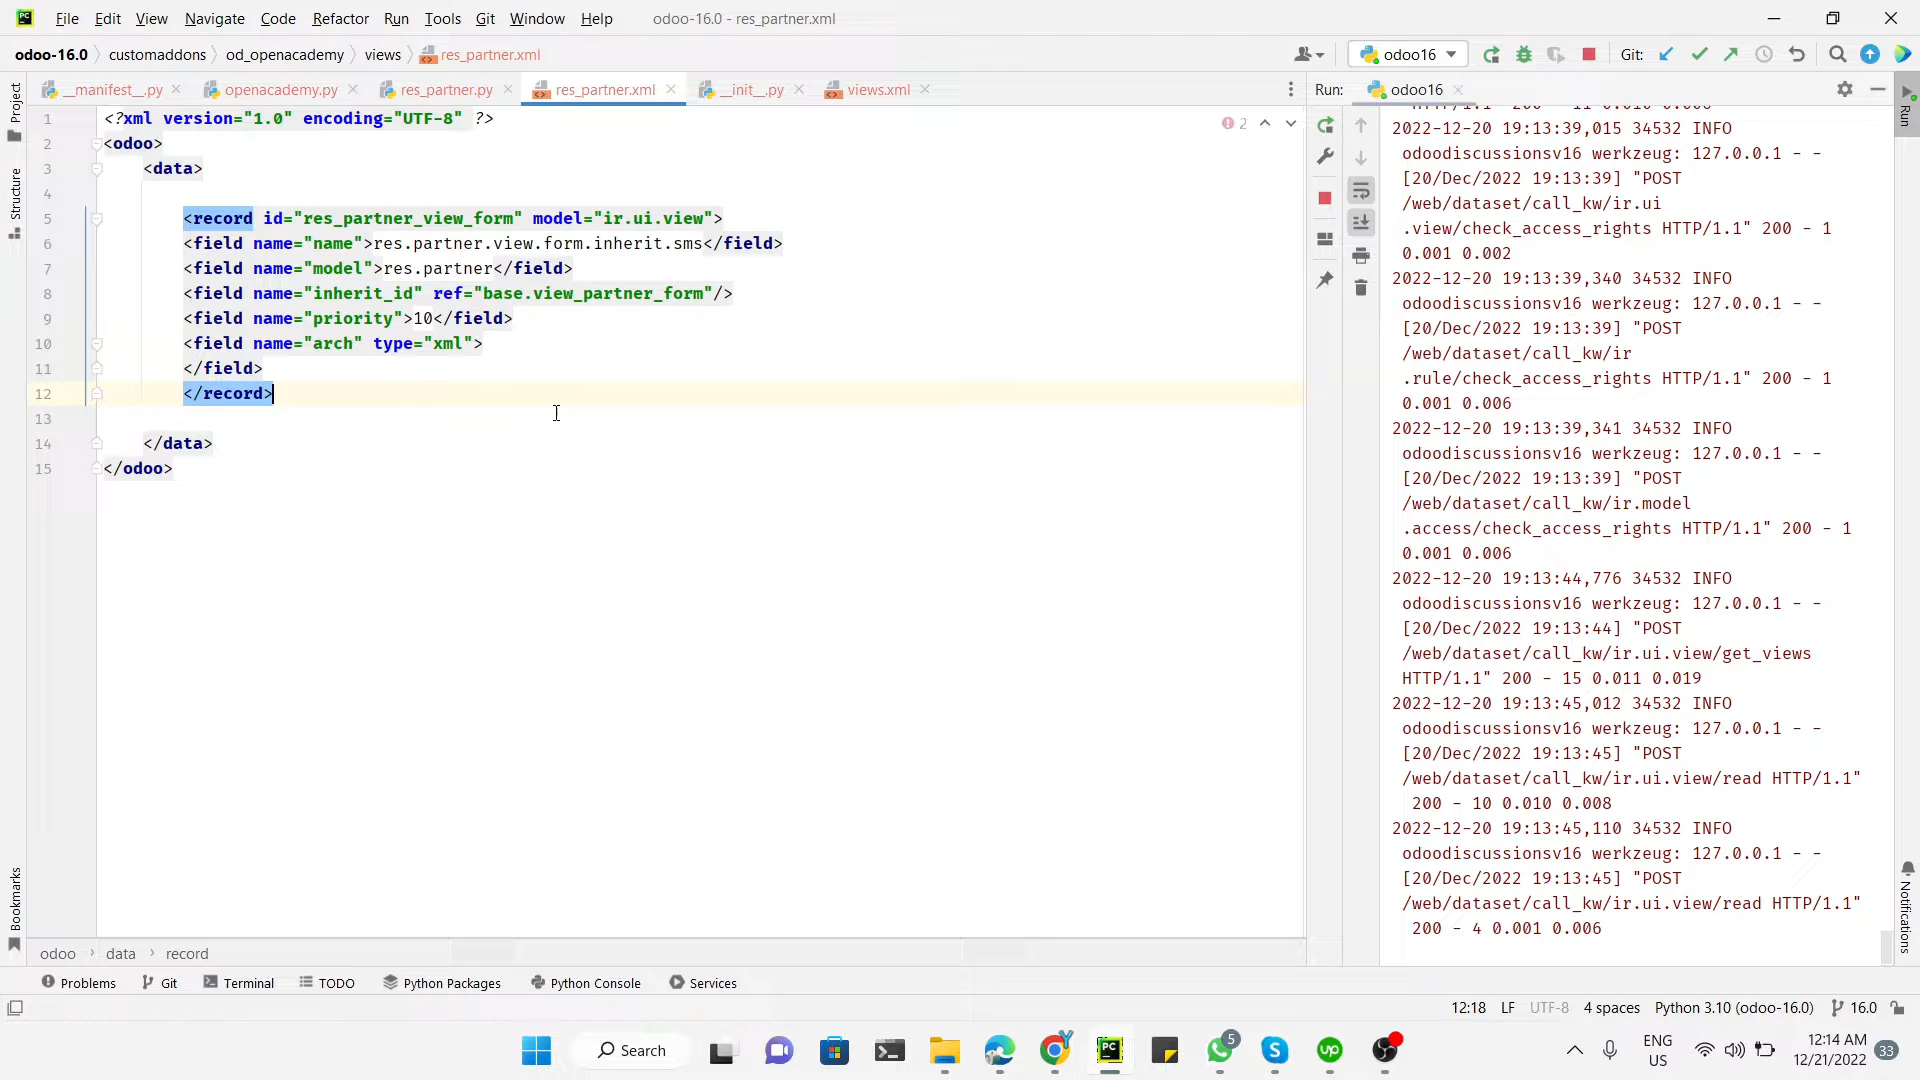 File Edit View Navigate Code Refactor Run Tools Git Window Help odoo-16.0 - res_partner.xml
odoo-16.0 customaddons od_openacademy views res_partner.xml odoo16 Git:
__manifest__.py openacademy.py res_partner.py res_partner.xml __init__.py views.xml Run: odoo16
1 <?xml version="1.0" encoding="UTF-8" ?>
2 <odoo>
3 <data>
4
5 <record id="res_partner_view_form" model="ir.ui.view">
6 <field name="name">res.partner.view.form.inherit.sms</field>
7 <field name="model">res.partner</field>
8 <field name="inherit_id" ref="base.view_partner_form"/>
9 <field name="priority">10</field>
10 <field name="arch" type="xml">
11 </field>
12 </record>
13
14 </data>
15 </odoo>
2
Project
Structure
Bookmarks
2022-12-20 19:13:39,015 34532 INFO
odoodiscussionsv16 werkzeug: 127.0.0.1 - -
[20/Dec/2022 19:13:39] "POST
/web/dataset/call_kw/ir.ui
.view/check_access_rights HTTP/1.1" 200 - 1
0.001 0.002
2022-12-20 19:13:39,340 34532 INFO
odoodiscussionsv16 werkzeug: 127.0.0.1 - -
[20/Dec/2022 19:13:39] "POST
/web/dataset/call_kw/ir
.rule/check_access_rights HTTP/1.1" 200 - 1
0.001 0.006
2022-12-20 19:13:39,341 34532 INFO
odoodiscussionsv16 werkzeug: 127.0.0.1 - -
[20/Dec/2022 19:13:39] "POST
/web/dataset/call_kw/ir.model
.access/check_access_rights HTTP/1.1" 200 - 1
0.001 0.006
2022-12-20 19:13:44,776 34532 INFO
odoodiscussionsv16 werkzeug: 127.0.0.1 - -
[20/Dec/2022 19:13:44] "POST
/web/dataset/call_kw/ir.ui.view/get_views
HTTP/1.1" 200 - 15 0.011 0.019
2022-12-20 19:13:45,012 34532 INFO
odoodiscussionsv16 werkzeug: 127.0.0.1 - -
[20/Dec/2022 19:13:45] "POST
/web/dataset/call_kw/ir.ui.view/read HTTP/1.1"
200 - 10 0.010 0.008
2022-12-20 19:13:45,110 34532 INFO
odoodiscussionsv16 werkzeug: 127.0.0.1 - -
[20/Dec/2022 19:13:45] "POST
/web/dataset/call_kw/ir.ui.view/read HTTP/1.1"
200 - 4 0.001 0.006
Run
Notifications
odoo data record
Problems Git Terminal TODO Python Packages Python Console Services
12:18 LF UTF-8 4 spaces Python 3.10 (odoo-16.0) 16.0
PC
Search
PC
5
S
up
ENG
US
12:14 AM
12/21/2022
33